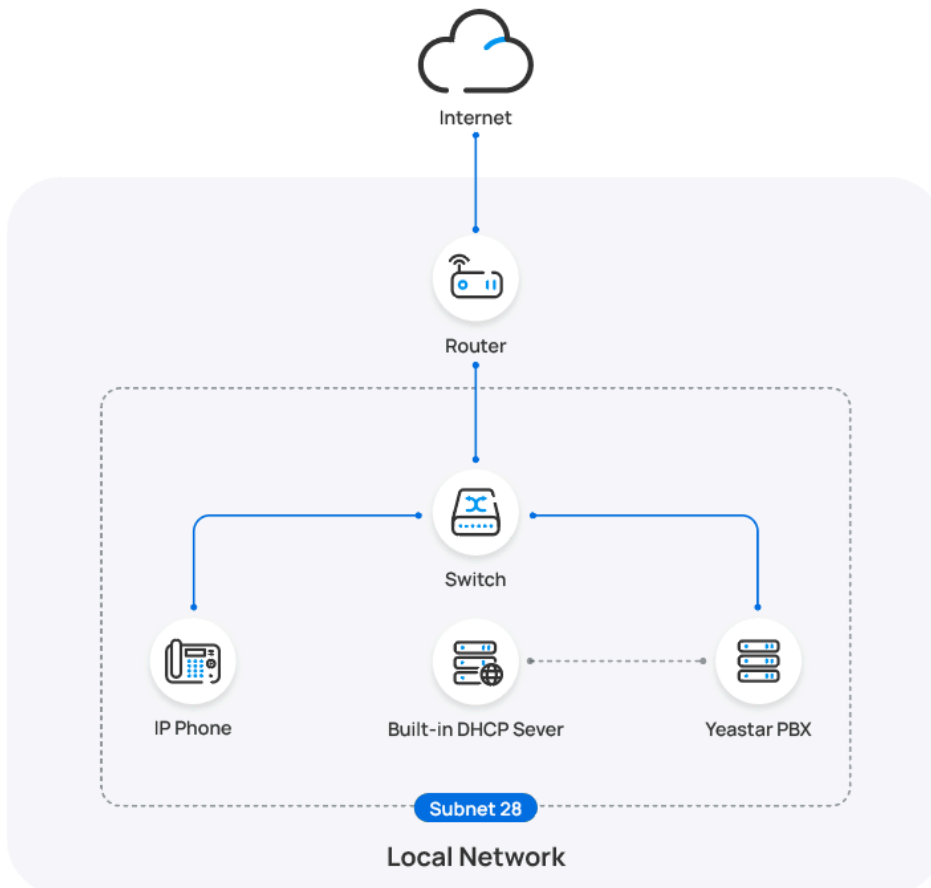 Internet
Router
Switch
IP Phone
Built-in DHCP Sever
Yeastar PBX
Subnet 28
Local Network